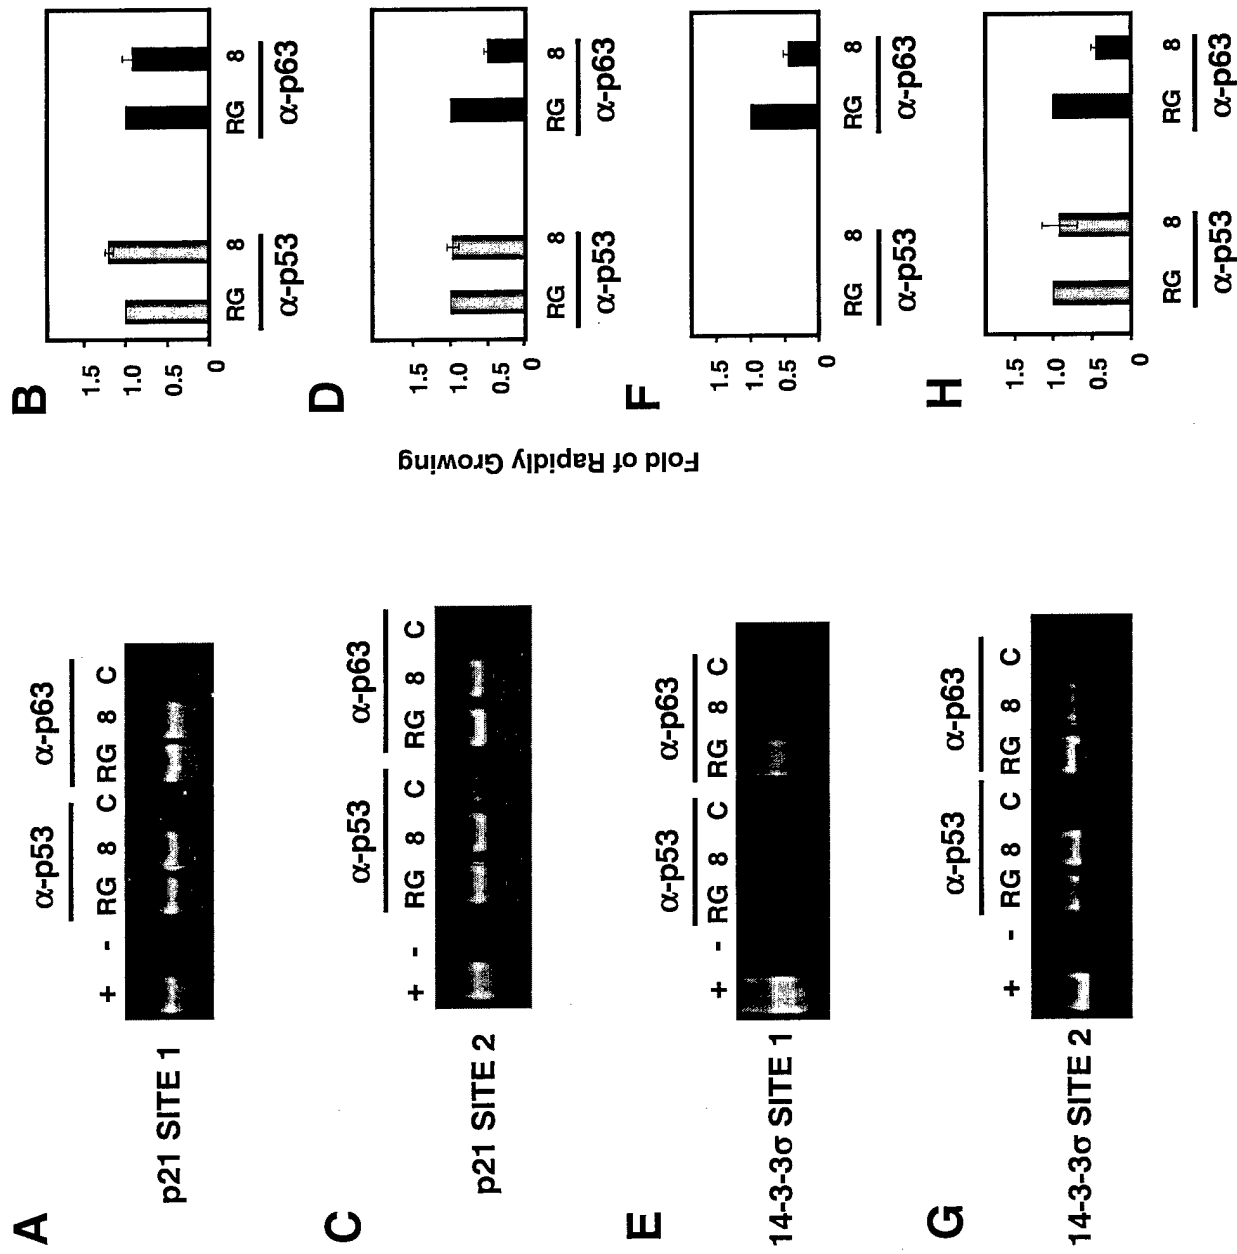 A
α-p53 α-p63
+ - RG 8 C RG 8 C
p21 SITE 1
B
1.5
1.0
0.5
0
RG 8 RG 8
α-p53 α-p63
C
α-p53 α-p63
+ - RG 8 C RG 8 C
p21 SITE 2
D
1.5
1.0
0.5
0
RG 8 RG 8
α-p53 α-p63
Fold of Rapidly Growing
E
α-p53 α-p63
+ - RG 8 C RG 8 C
14-3-3σ SITE 1
F
1.5
1.0
0.5
0
RG 8 RG 8
α-p53 α-p63
G
α-p53 α-p63
+ - RG 8 C RG 8 C
14-3-3σ SITE 2
H
1.5
1.0
0.5
0
RG 8 RG 8
α-p53 α-p63